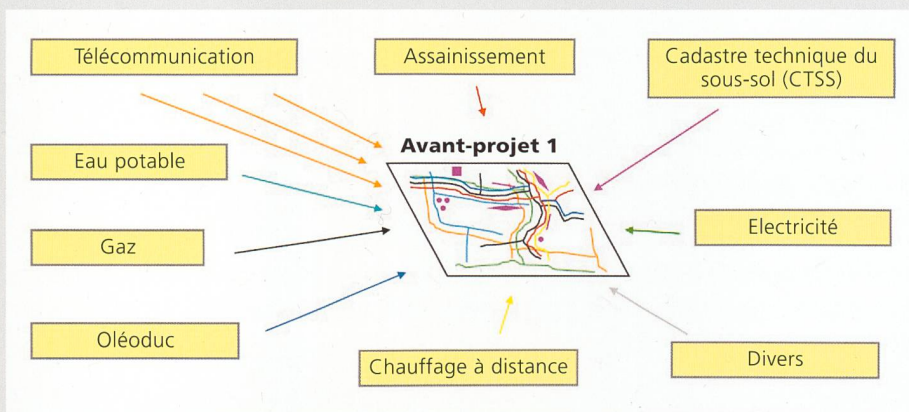 Télécommunication
Assainissement
Cadastre technique du
sous-sol (CTSS)
Avant-projet 1
Eau potable
Electricité
Gaz
Oléoduc
Chauffage à distance
Divers